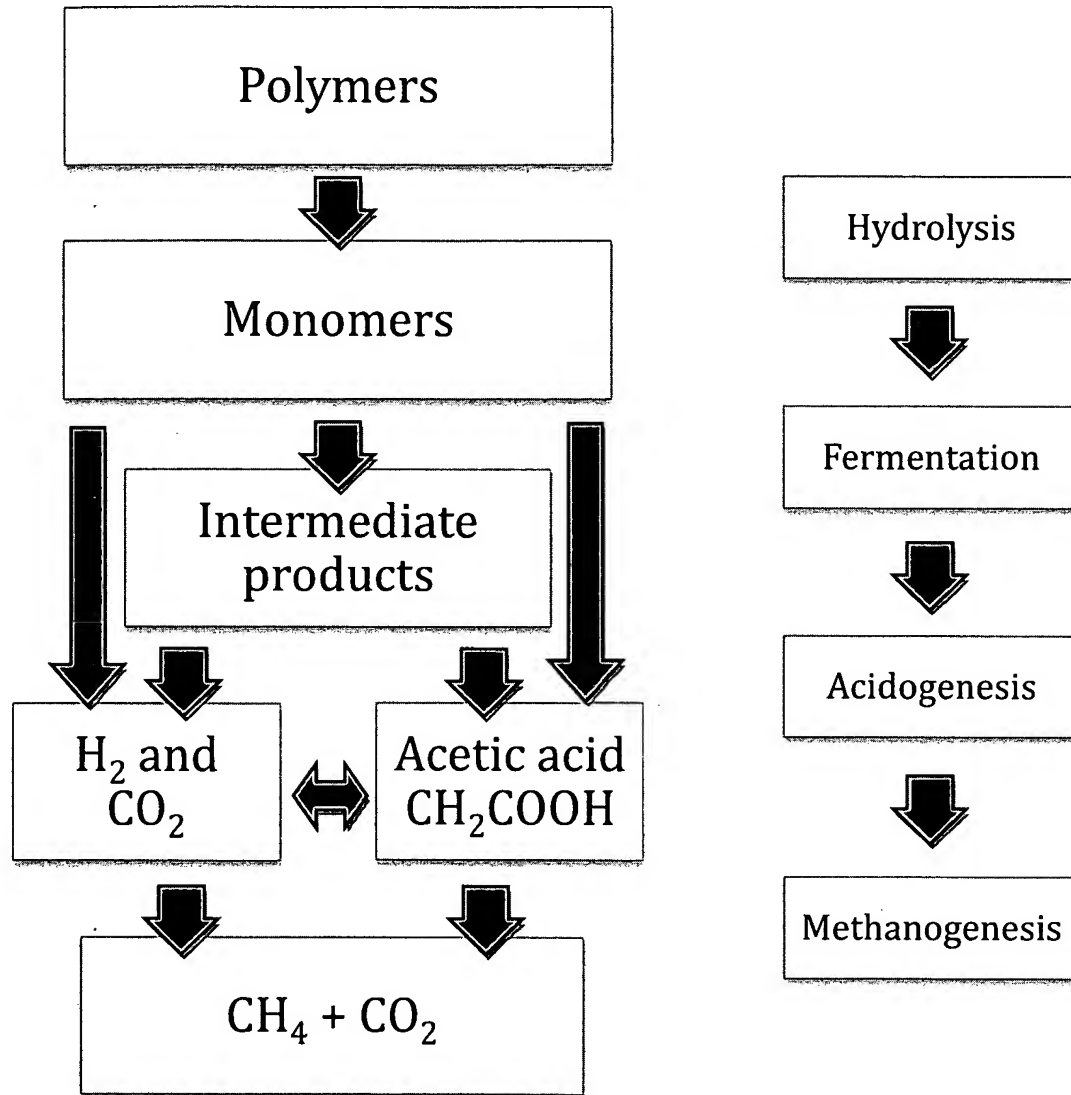 Polymers
Monomers
Intermediate
products
H₂ and
CO₂
Acetic acid
CH₂COOH
CH₄ + CO₂
Hydrolysis
Fermentation
Acidogenesis
Methanogenesis